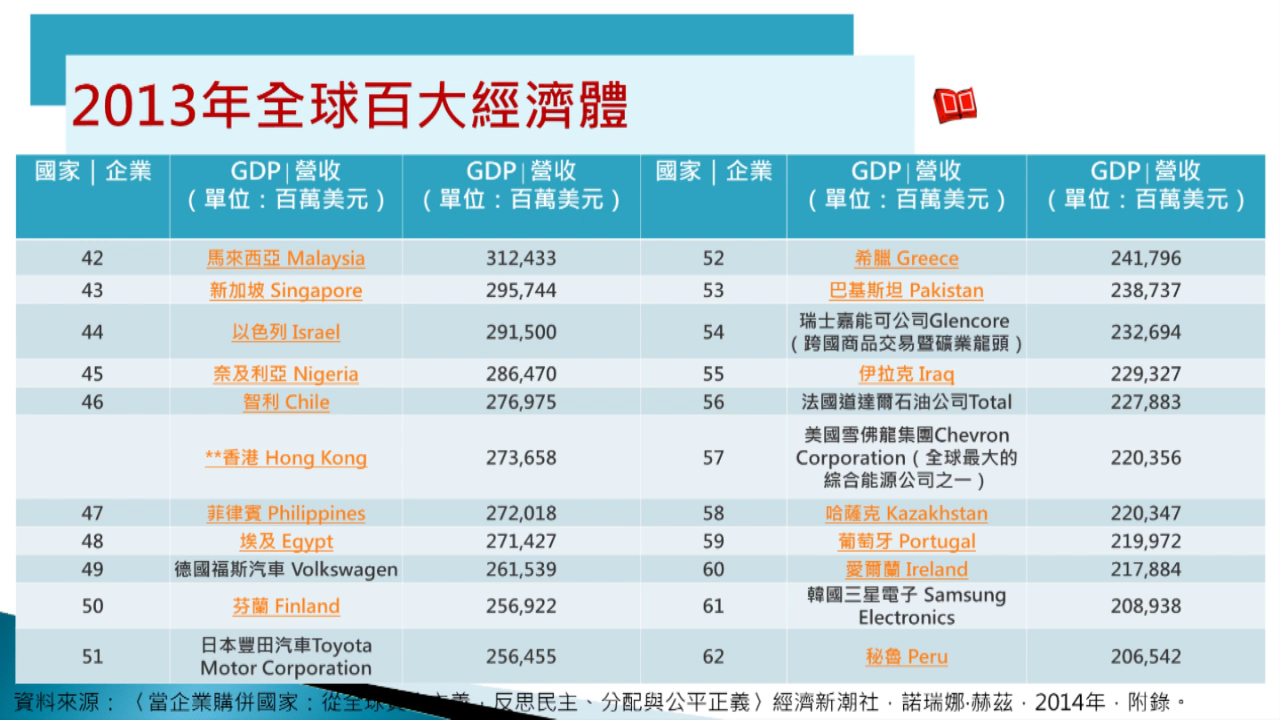 2013年全球百大經濟體
國家｜企業 GDP|營收 GDP|營收 國家｜企業 GDP|營收 GDP|營收
（單位：百萬美元） （單位：百萬美元） （單位：百萬美元） （單位：百萬美元）
42 馬來西亞 Malaysia 312,433 52 希臘 Greece 241,796
43 新加坡 Singapore 295,744 53 巴基斯坦 Pakistan 238,737
44 以色列 Israel 291,500 54 瑞士嘉能可公司Glencore
（跨國商品交易暨礦業龍頭） 232,694
45 奈及利亞 Nigeria 286,470 55 伊拉克 Iraq 229,327
46 智利 Chile 276,975 56 法國道達爾石油公司Total 227,883
**香港 Hong Kong 273,658 57 美國雪佛龍集團Chevron
Corporation（全球最大的
綜合能源公司之一） 220,356
47 菲律賓 Philippines 272,018 58 哈薩克 Kazakhstan 220,347
48 埃及 Egypt 271,427 59 葡萄牙 Portugal 219,972
49 德國福斯汽車 Volkswagen 261,539 60 愛爾蘭 Ireland 217,884
50 芬蘭 Finland 256,922 61 韓國三星電子 Samsung
Electronics 208,938
51 日本豐田汽車Toyota
Motor Corporation 256,455 62 秘魯 Peru 206,542
資料來源：〈當企業購併國家：從全球主義，反思民主、分配與公平正義〉經濟新潮社，諾瑞娜·赫茲，2014年，附錄。